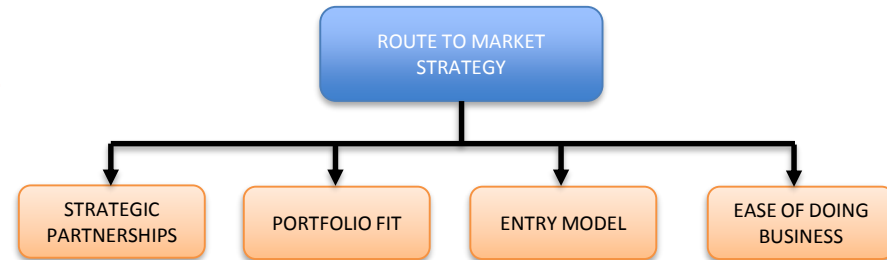 ROUTE TO MARKET
STRATEGY
STRATEGIC
PARTNERSHIPS
PORTFOLIO FIT
ENTRY MODEL
EASE OF DOING
BUSINESS